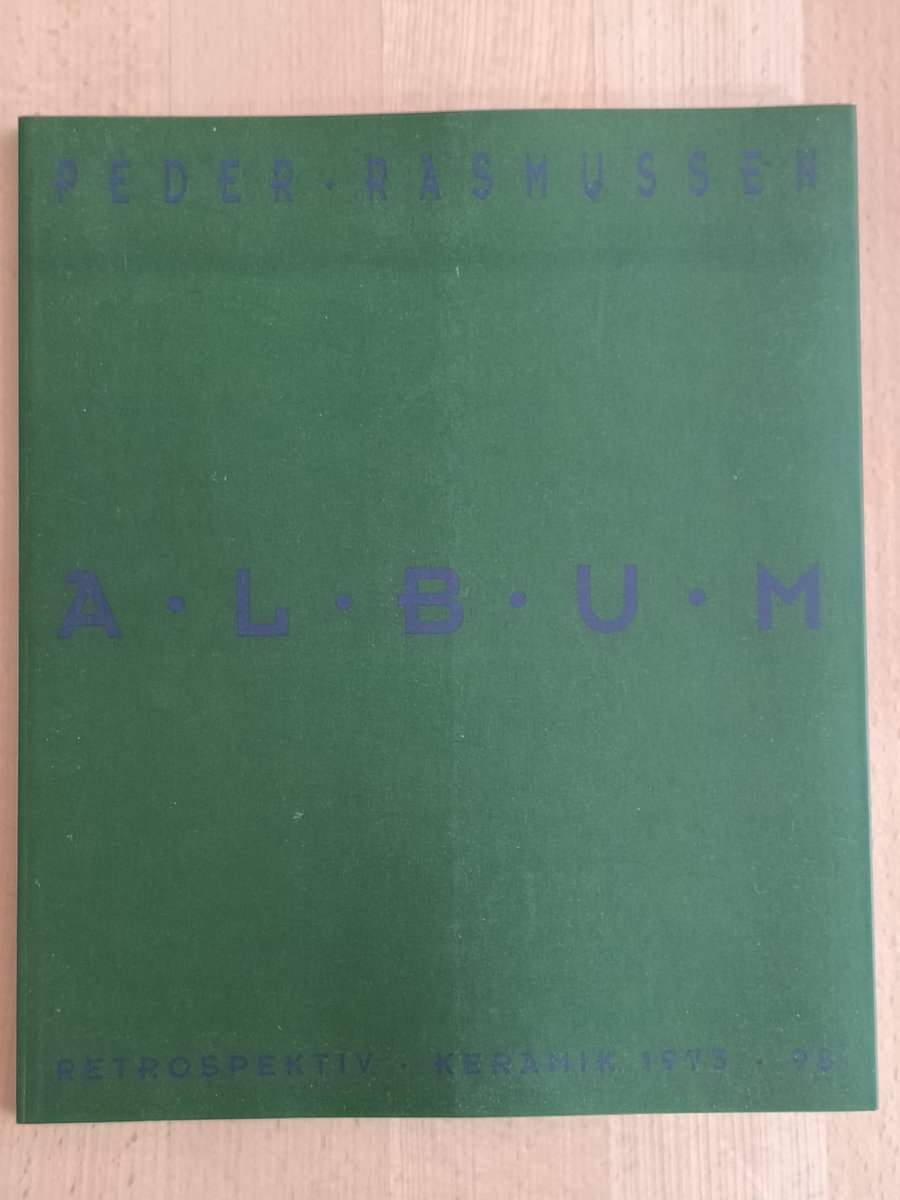 PEDER · RASMUSSEN
A · L · B · U · M
RETROSPEKTIV · KERAMIK 1973 · 98